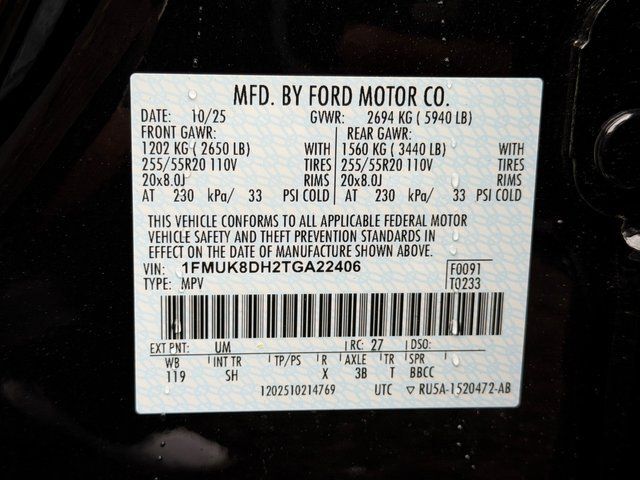 MFD. BY FORD MOTOR CO.
DATE: 10/25 GVWR: 2694 KG ( 5940 LB)
FRONT GAWR: REAR GAWR:
1202 KG ( 2650 LB) WITH 1560 KG ( 3440 LB) WITH
255/55R20 110V TIRES 255/55R20 110V TIRES
20x8.0J RIMS 20x8.0J RIMS
AT 230 kPa/ 33 PSI COLD AT 230 kPa/ 33 PSI COLD
THIS VEHICLE CONFORMS TO ALL APPLICABLE FEDERAL MOTOR
VEHICLE SAFETY AND THEFT PREVENTION STANDARDS IN
EFFECT ON THE DATE OF MANUFACTURE SHOWN ABOVE.
VIN: 1FMUK8DH2TGA22406 F0091
TYPE: MPV T0233
EXT PNT: UM RC: 27 DSO:
WB INT TR TP/PS R AXLE TR SPR
119 SH X 3B T BBCC
1202510214769 UTC ▽ RU5A-1520472-AB